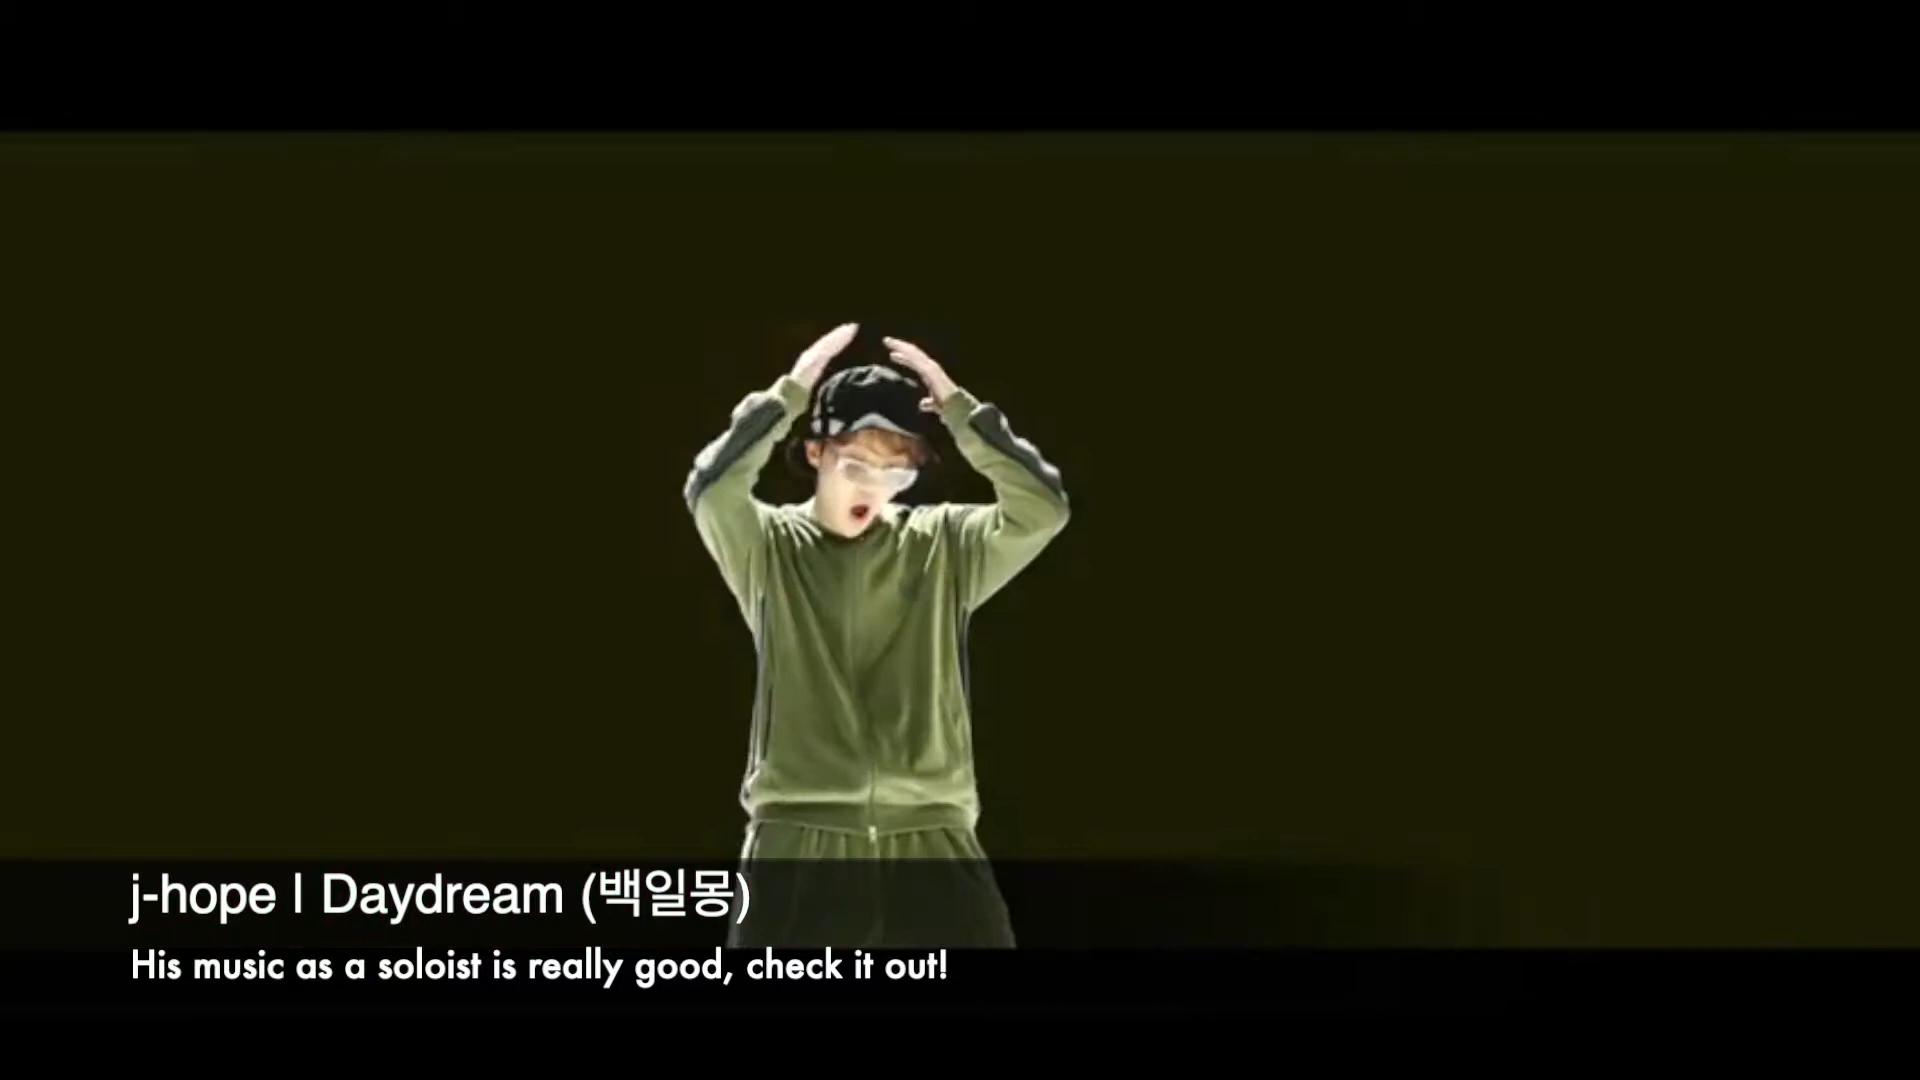 j-hope | Daydream (백일몽)
His music as a soloist is really good, check it out!